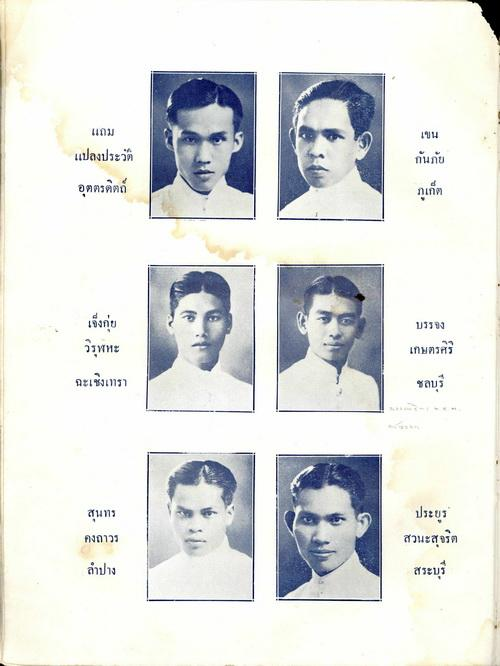 แถม
แปลงประวัติ
อุตตรดิตถ์
เขน
กันภัย
ภูเก็ต
เจ็งกุ่ย
วิรุฬหะ
ฉะเชิงเทรา
บรรจง
เกษตรศิริ
ชลบุรี
สุนทร
คงถาวร
ลำปาง
ประยูร
สวนะสุจริต
สระบุรี